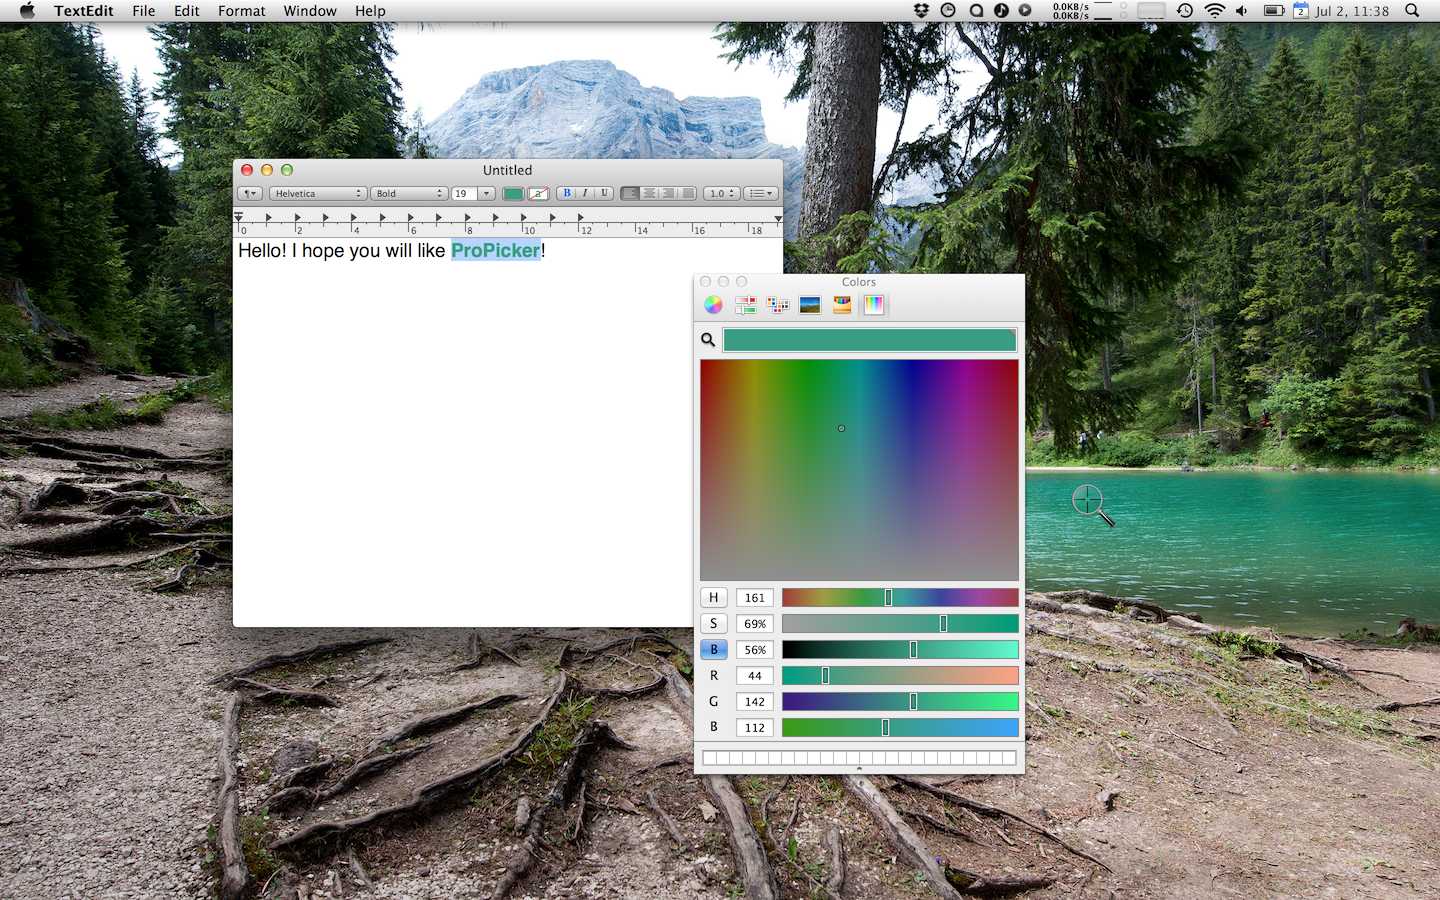 TextEdit File Edit Format Window Help 0.0KB/s 0.0KB/s 2 Jul 2, 11:38
Untitled
¶ Helvetica Bold 19 a B I U 1.0
0 2 4 6 8 10 12 14 16 18
Hello! I hope you will like ProPicker!
Colors
H 161
S 69%
B 56%
R 44
G 142
B 112